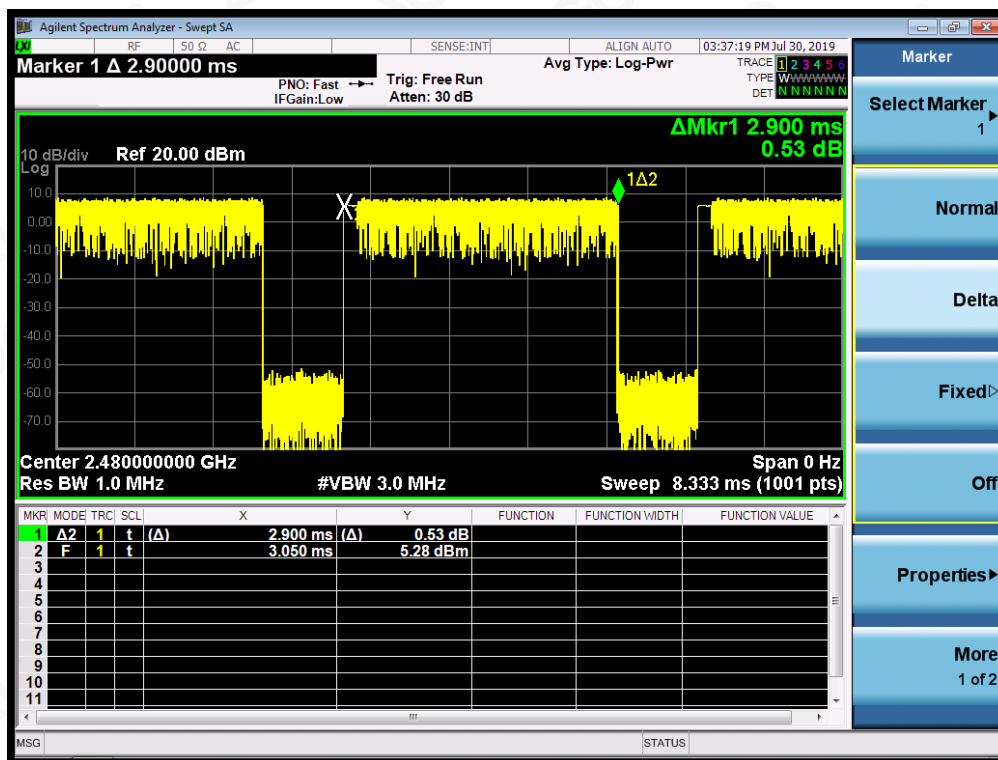 Agilent Spectrum Analyzer - Swept SA
LXI RF 50 Ω AC SENSE:INT ALIGN AUTO 03:37:19 PM Jul 30, 2019
Marker 1 Δ 2.90000 ms
PNO: Fast
IFGain:Low
Trig: Free Run
Atten: 30 dB
Avg Type: Log-Pwr
TRACE 1 2 3 4 5 6
TYPE WWWWWW
DET N N N N N N
ΔMkr1 2.900 ms
0.53 dB
10 dB/div Ref 20.00 dBm
Log
10.0
0.00
-10.0
-20.0
-30.0
-40.0
-50.0
-60.0
-70.0
1Δ2
Center 2.480000000 GHz Span 0 Hz
Res BW 1.0 MHz #VBW 3.0 MHz Sweep 8.333 ms (1001 pts)
MKR MODE TRC SCL X Y FUNCTION FUNCTION WIDTH FUNCTION VALUE
1 Δ2 1 t (Δ) 2.900 ms (Δ) 0.53 dB
2 F 1 t 3.050 ms 5.28 dBm
3
4
5
6
7
8
9
10
11
MSG STATUS
Marker
Select Marker
1
Normal
Delta
Fixed
Off
Properties
More
1 of 2